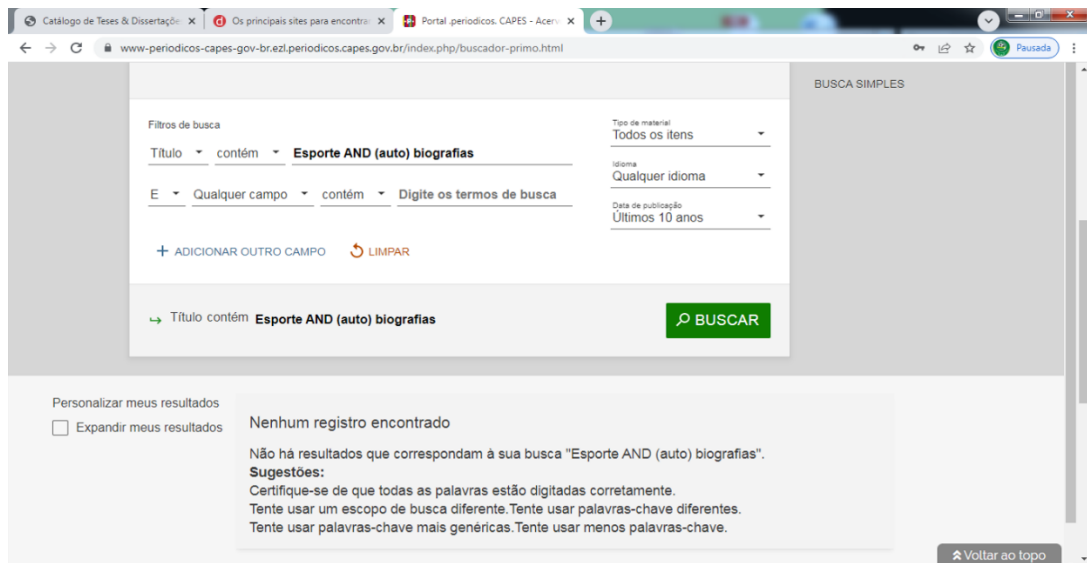 Catálogo de Teses & Dissertaçõe
Os principais sites para encontrar
Portal .periodicos. CAPES - Acerv
www-periodicos-capes-gov-br.ezl.periodicos.capes.gov.br/index.php/buscador-primo.html
Pausada
BUSCA SIMPLES
Filtros de busca
Título contém Esporte AND (auto) biografias
E Qualquer campo contém Digite os termos de busca
Tipo de material
Todos os itens
Idioma
Qualquer idioma
Data de publicação
Últimos 10 anos
+ ADICIONAR OUTRO CAMPO LIMPAR
Título contém Esporte AND (auto) biografias
BUSCAR
Personalizar meus resultados
Expandir meus resultados
Nenhum registro encontrado
Não há resultados que correspondam à sua busca "Esporte AND (auto) biografias".
Sugestões:
Certifique-se de que todas as palavras estão digitadas corretamente.
Tente usar um escopo de busca diferente.Tente usar palavras-chave diferentes.
Tente usar palavras-chave mais genéricas.Tente usar menos palavras-chave.
Voltar ao topo